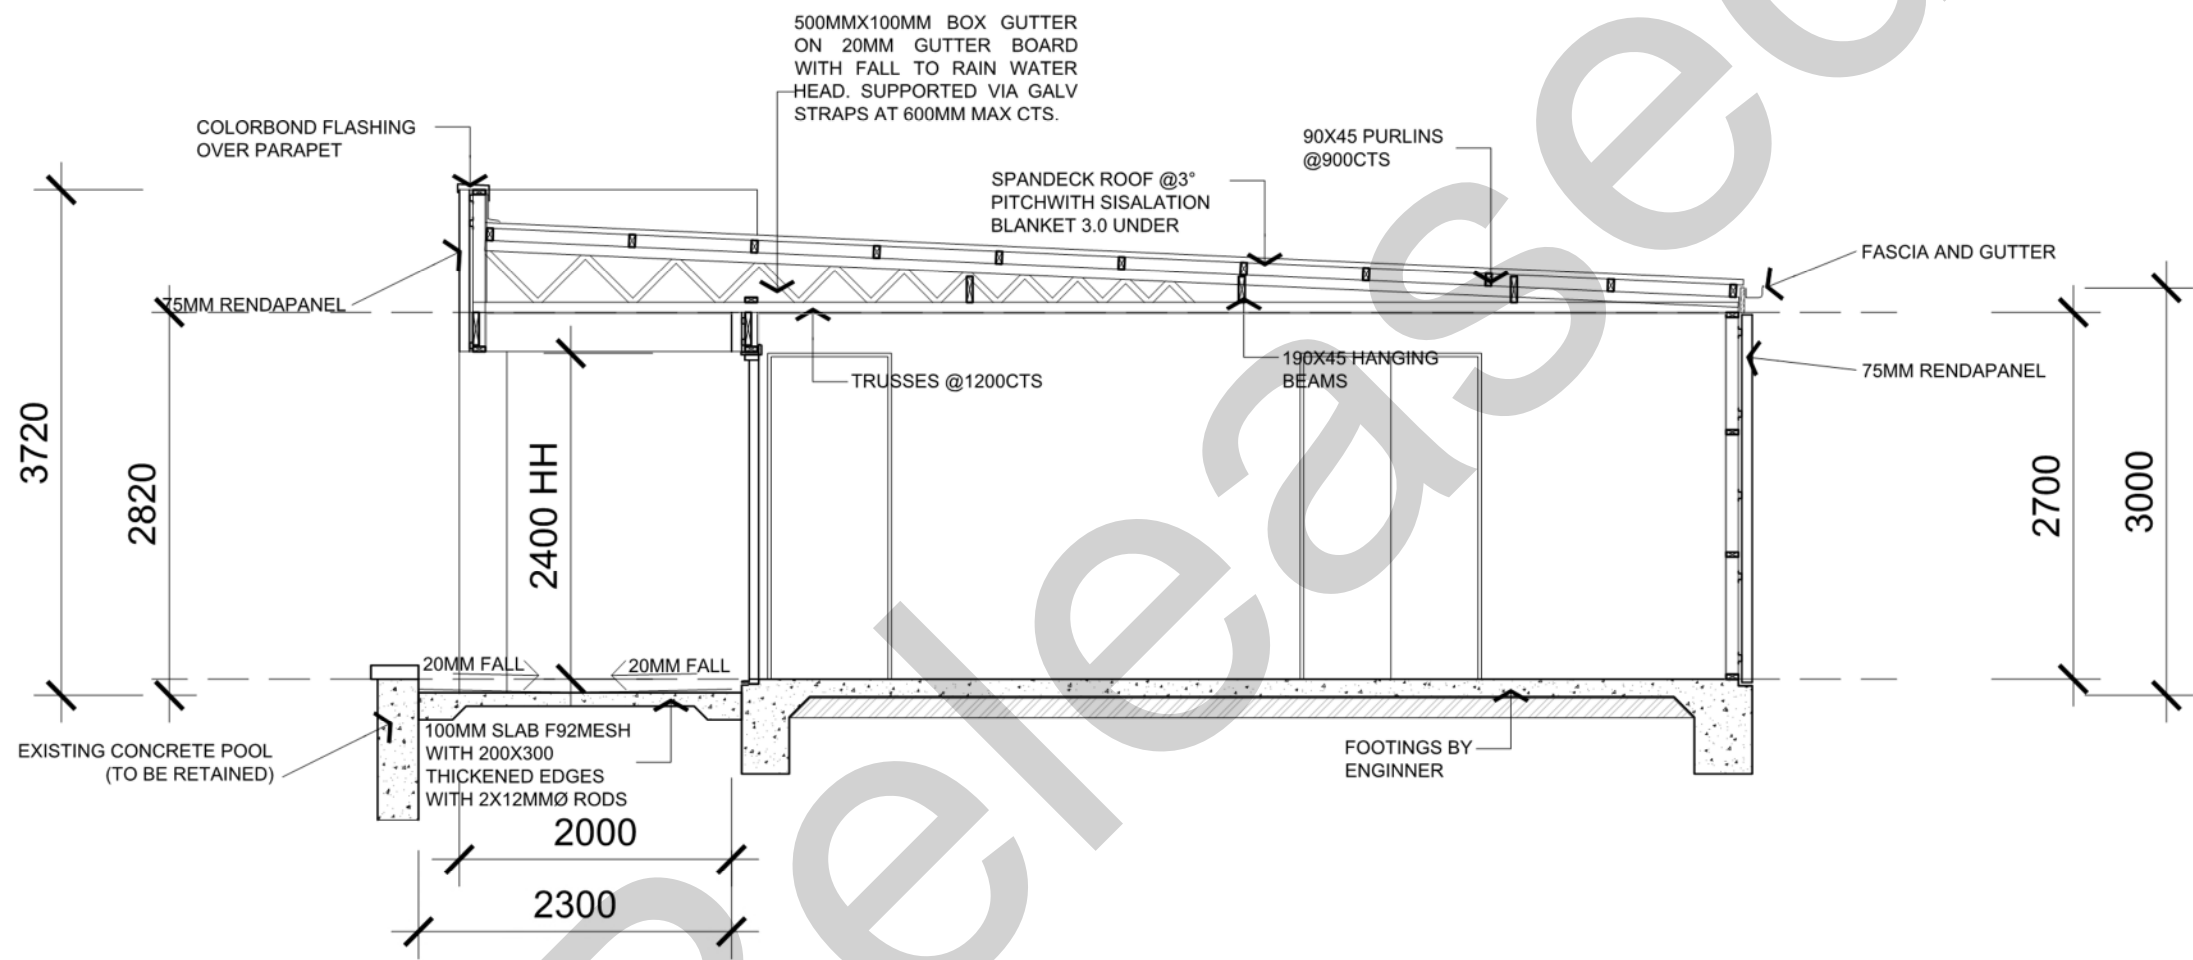 500MMX100MM BOX GUTTER
ON 20MM GUTTER BOARD
WITH FALL TO RAIN WATER
HEAD. SUPPORTED VIA GALV
STRAPS AT 600MM MAX CTS.
COLORBOND FLASHING
OVER PARAPET
90X45 PURLINS
@900CTS
SPANDECK ROOF @3°
PITCHWITH SISALATION
BLANKET 3.0 UNDER
FASCIA AND GUTTER
75MM RENDAPANEL
190X45 HANGING
BEAMS
TRUSSES @1200CTS
75MM RENDAPANEL
3720
2820
2400 HH
2700
3000
20MM FALL
20MM FALL
EXISTING CONCRETE POOL
(TO BE RETAINED)
100MM SLAB F92MESH
WITH 200X300
THICKENED EDGES
WITH 2X12MMØ RODS
FOOTINGS BY
ENGINNER
2000
2300
Released